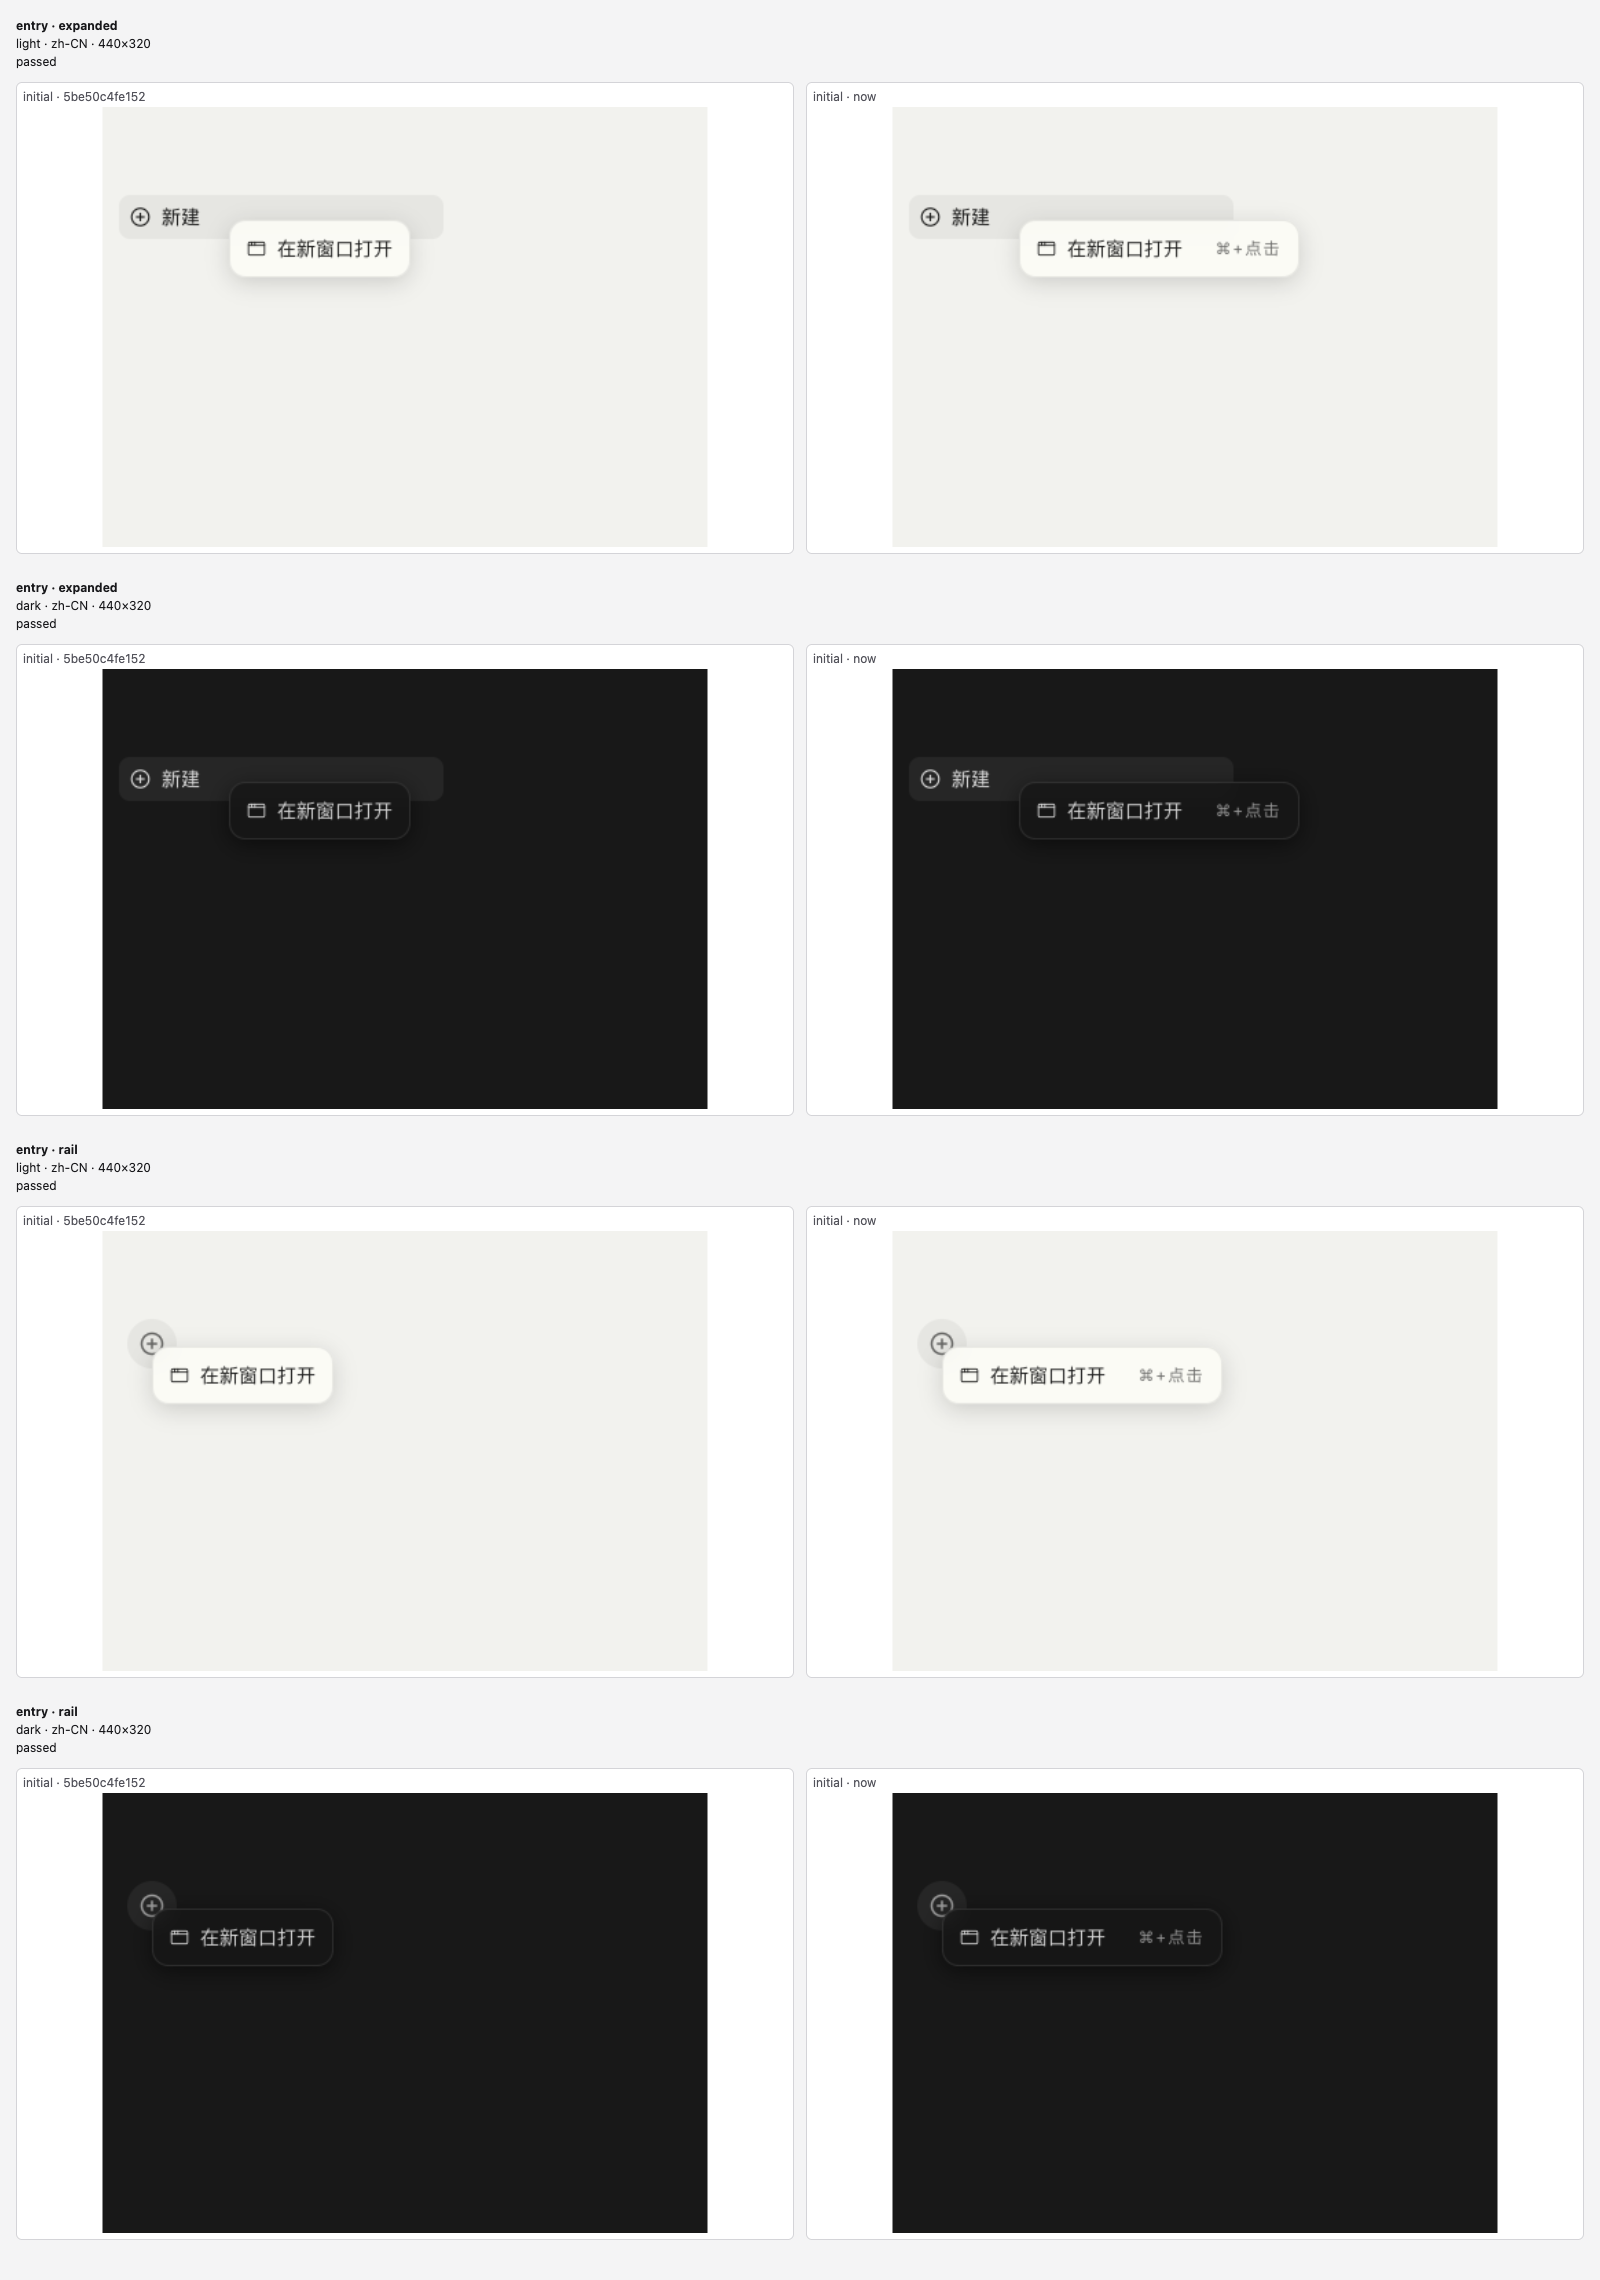 entry · expanded
light · zh-CN · 440×320
passed
initial · 5be50c4fe152
initial · now
新建
在新窗口打开
新建
在新窗口打开 ⌘+点击
entry · expanded
dark · zh-CN · 440×320
passed
initial · 5be50c4fe152
initial · now
新建
在新窗口打开
新建
在新窗口打开 ⌘+点击
entry · rail
light · zh-CN · 440×320
passed
initial · 5be50c4fe152
initial · now
在新窗口打开
在新窗口打开 ⌘+点击
entry · rail
dark · zh-CN · 440×320
passed
initial · 5be50c4fe152
initial · now
在新窗口打开
在新窗口打开 ⌘+点击